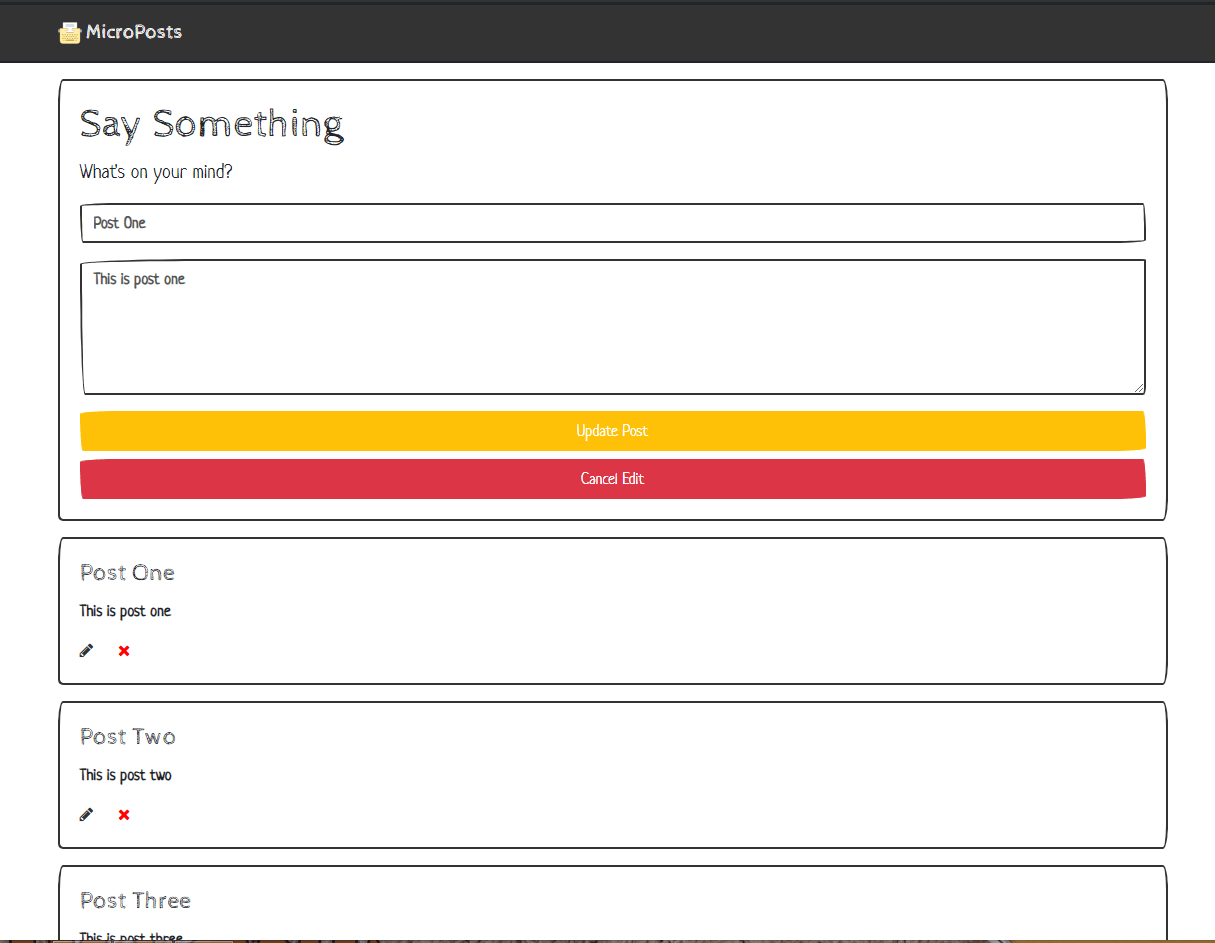 MicroPosts
Say Something
What's on your mind?
Post One
This is post one
Update Post
Cancel Edit
Post One
This is post one
Post Two
This is post two
Post Three
This is post three